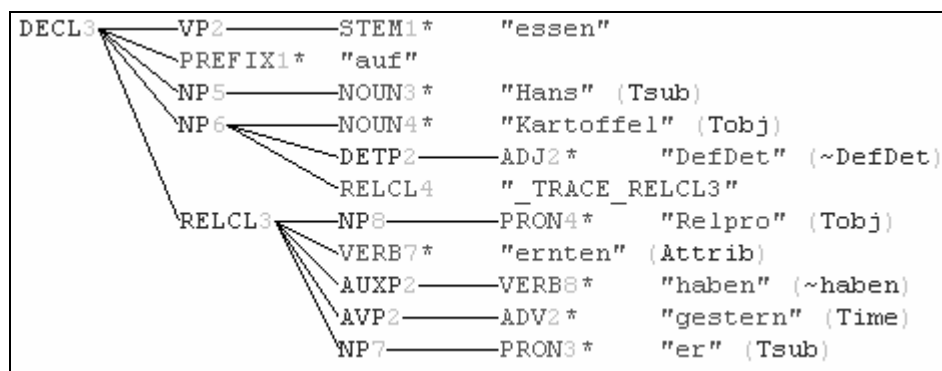 DECL3 VP2 STEM1* "essen"
PREFIX1* "auf"
NP5 NOUN3* "Hans" (Tsub)
NP6 NOUN4* "Kartoffel" (Tobj)
DETP2 ADJ2* "DefDet" (~DefDet)
RELCL4 "_TRACE_RELCL3"
RELCL3 NP8 PRON4* "Relpro" (Tobj)
VERB7* "ernten" (Attrib)
AUXP2 VERB8* "haben" (~haben)
AVP2 ADV2* "gestern" (Time)
NP7 PRON3* "er" (Tsub)